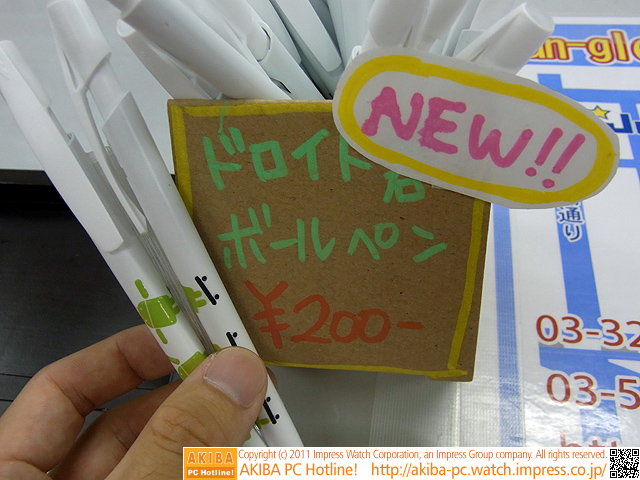 NEW!!
ドロイド君
ボールペン
¥200-
an-glo
通り
03-32
03-5
AKIBA PC Hotline!
Copyright (c) 2011 Impress Watch Corporation, an Impress Group company. All rights reserved.
AKIBA PC Hotline! http://akiba-pc.watch.impress.co.jp/